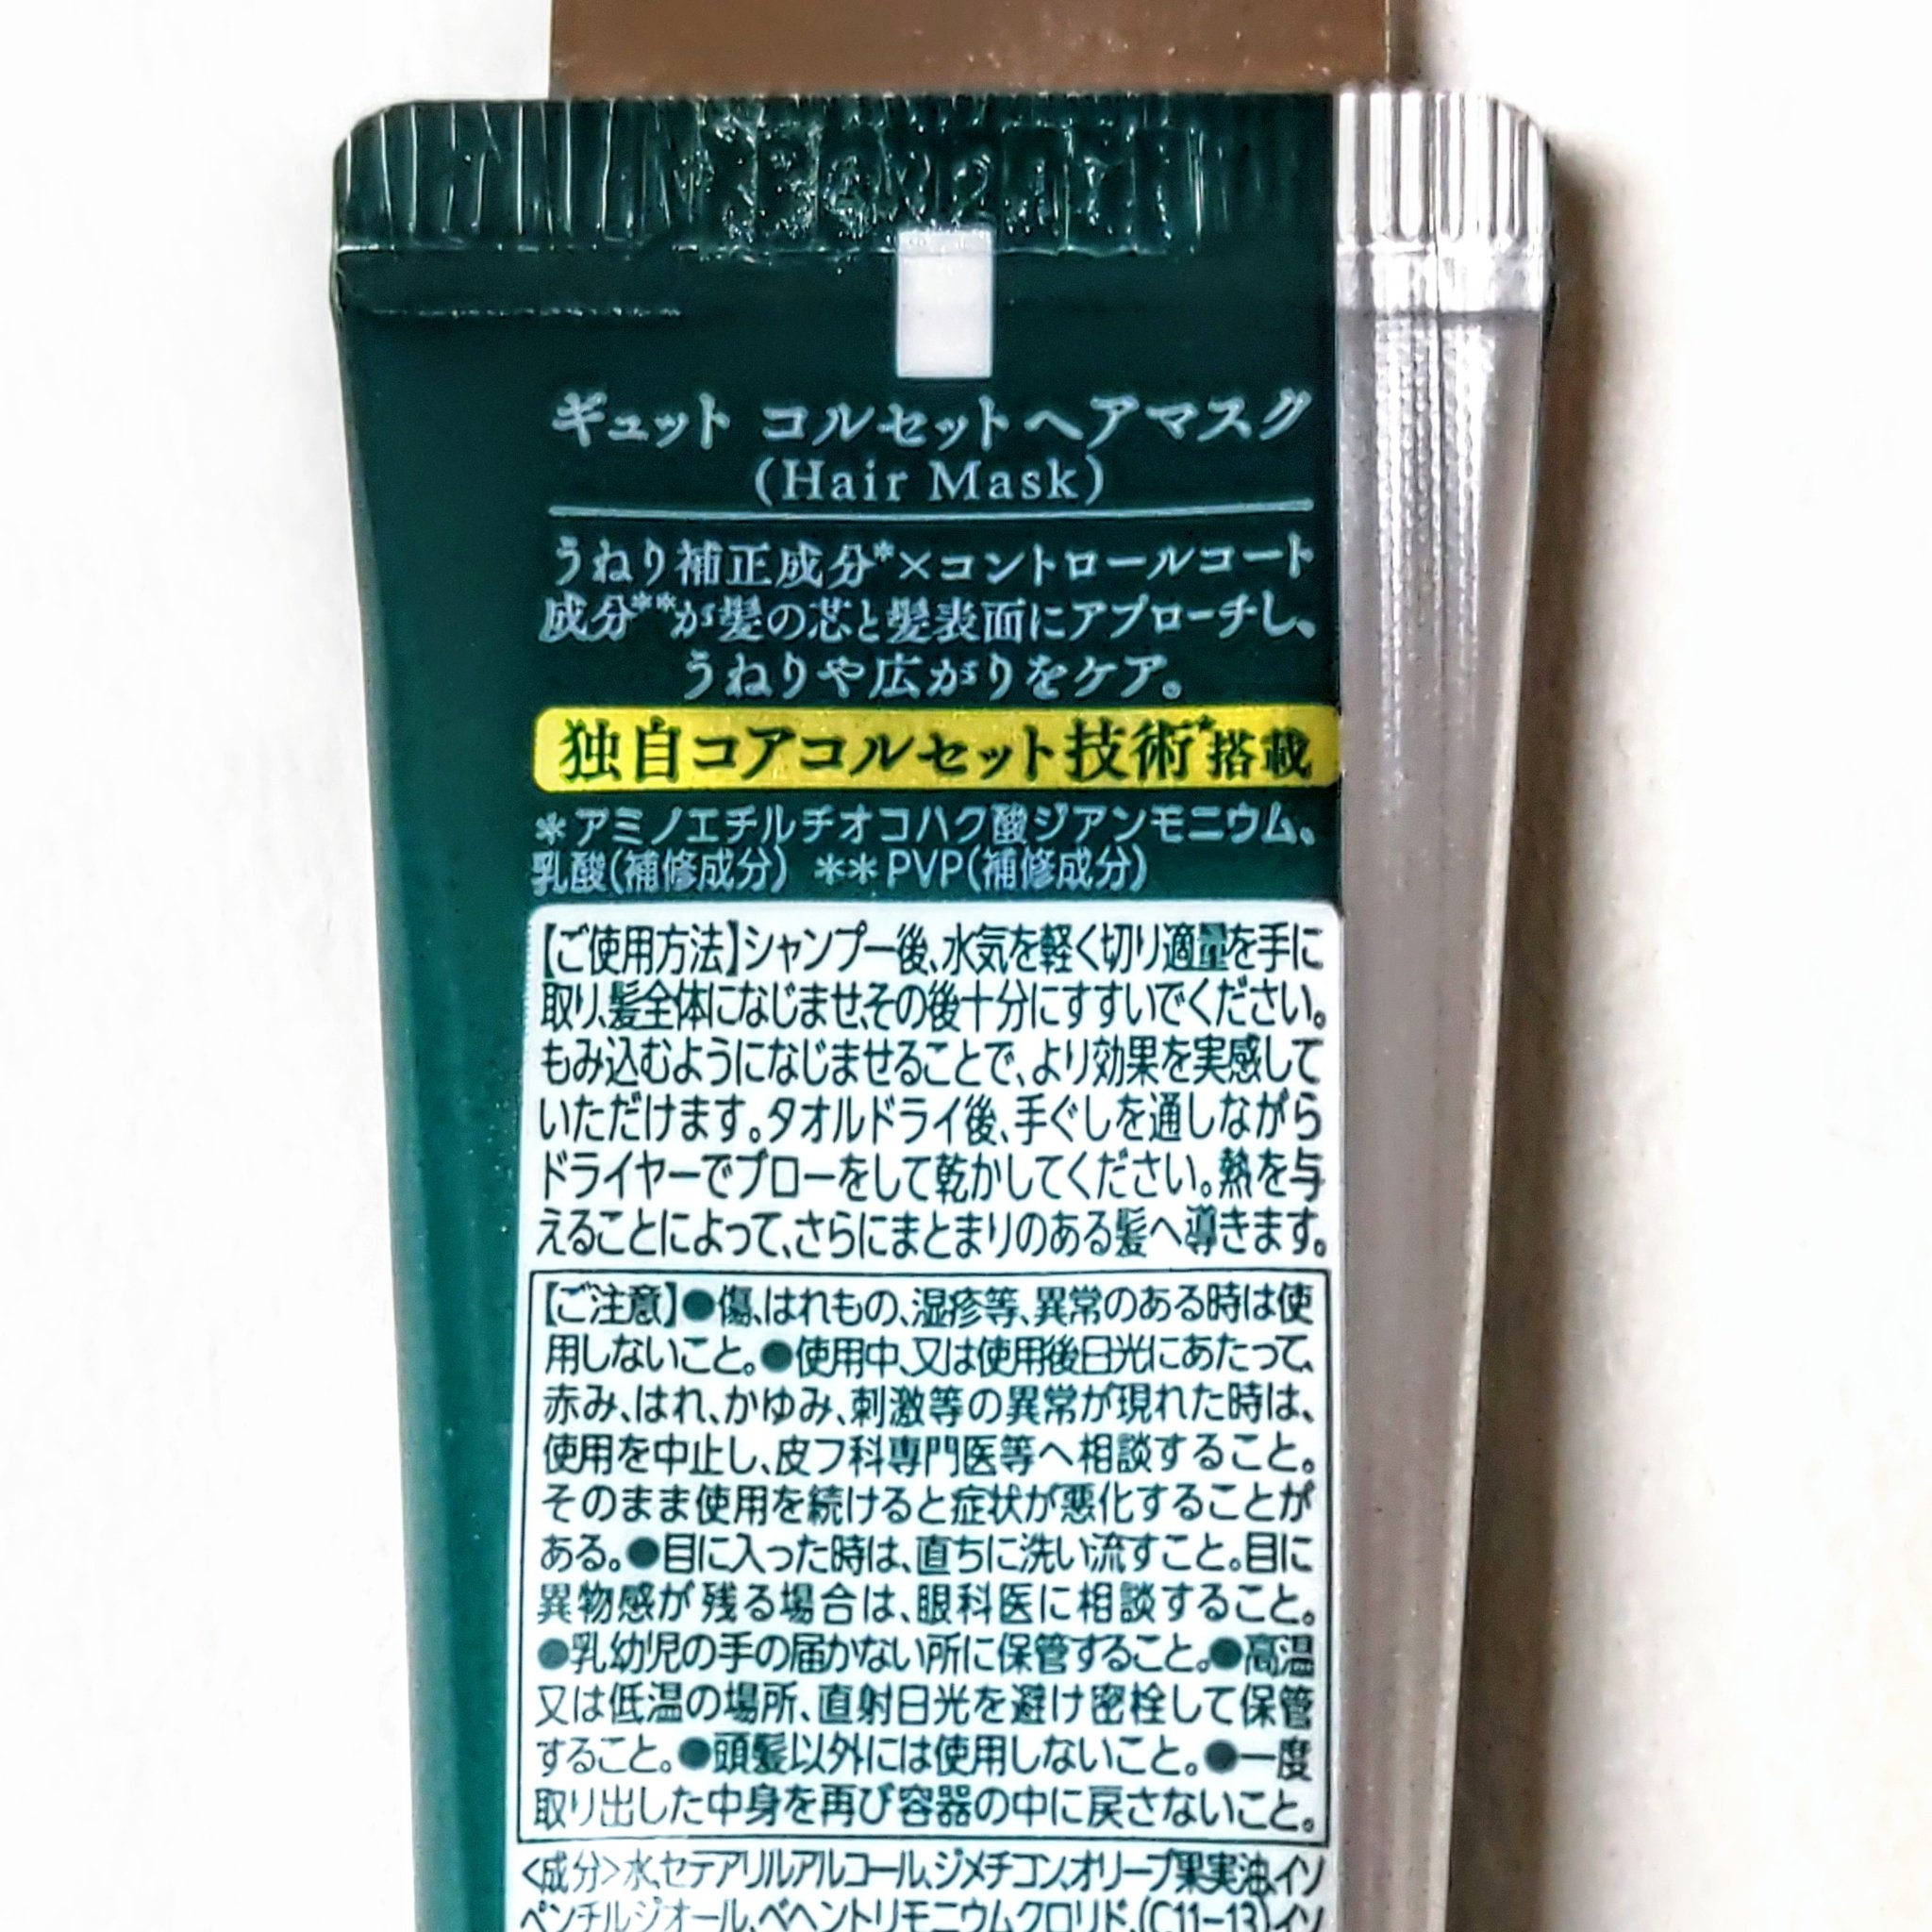 ギュット コルセットヘアマスク
(Hair Mask)
うねり補正成分*×コントロールコート
成分**が髪の芯と髪表面にアプローチし、
うねりや広がりをケア。
独自コアコルセット技術**搭載
*アミノエチルチオコハク酸ジアンモニウム、
乳酸(補修成分) **PVP(補修成分)
【ご使用方法】シャンプー後、水気を軽く切り適量を手に
取り、髪全体になじませ、その後十分にすすいでください。
もみ込むようになじませることで、より効果を実感して
いただけます。タオルドライ後、手ぐしを通しながら
ドライヤーでブローをして乾かしてください。熱を与
えることによって、さらにまとまりのある髪へ導きます。
【ご注意】●傷、はれもの、湿疹等、異常のある時は使
用しないこと。●使用中、又は使用後日光にあたって、
赤み、はれ、かゆみ、刺激等の異常が現れた時は、
使用を中止し、皮フ科専門医等へ相談すること。
そのまま使用を続けると症状が悪化することが
ある。●目に入った時は、直ちに洗い流すこと。目に
異物感が残る場合は、眼科医に相談すること。
●乳幼児の手の届かない所に保管すること。●高温
又は低温の場所、直射日光を避け密栓して保管
すること。●頭髪以外には使用しないこと。●一度
取り出した中身を再び容器の中に戻さないこと。
<成分>水、セテアリルアルコール、ジメチコン、オリーブ果実油、イソ
ペンチルジオール、ベヘントリモニウムクロリド、(C11-13)イソ